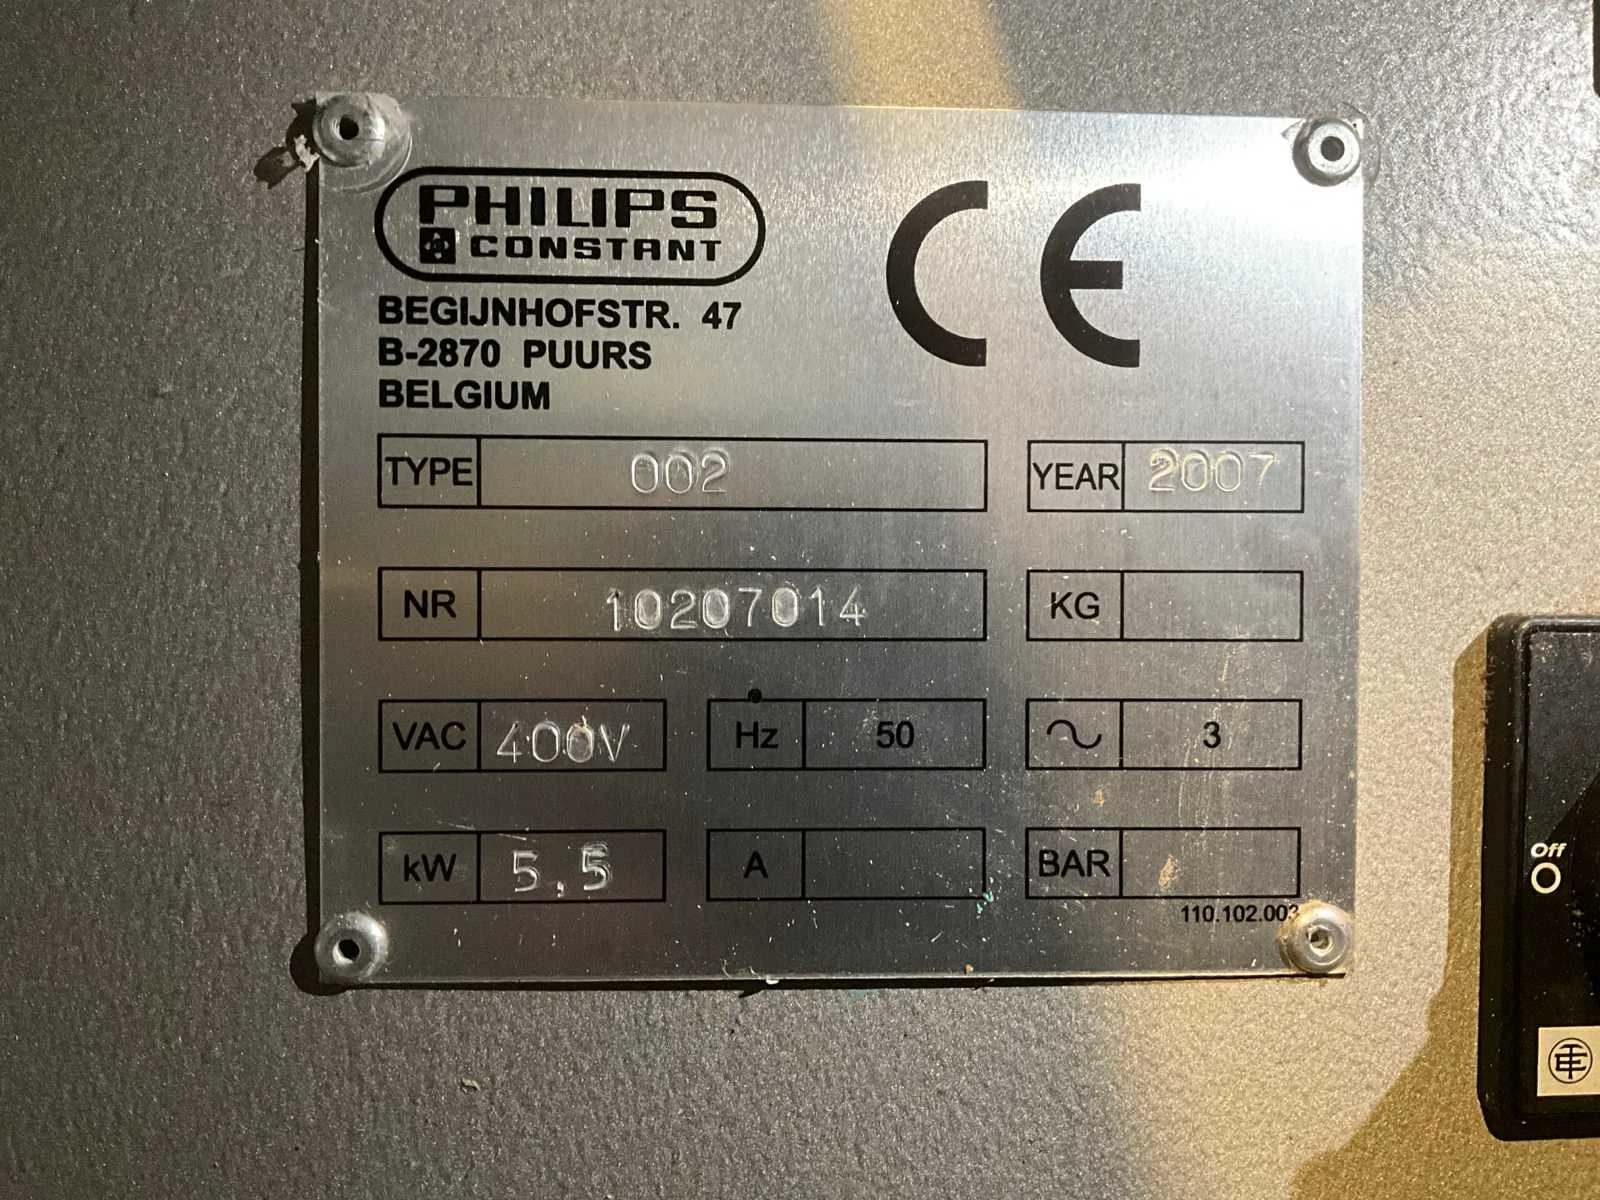 PHILIPS
CONSTANT
CE
BEGIJNHOFSTR. 47
B-2870 PUURS
BELGIUM
TYPE 002
YEAR 2007
NR 10207014
KG
VAC 400V
Hz 50
3
kW 5,5
A
BAR
110.102.003
Off